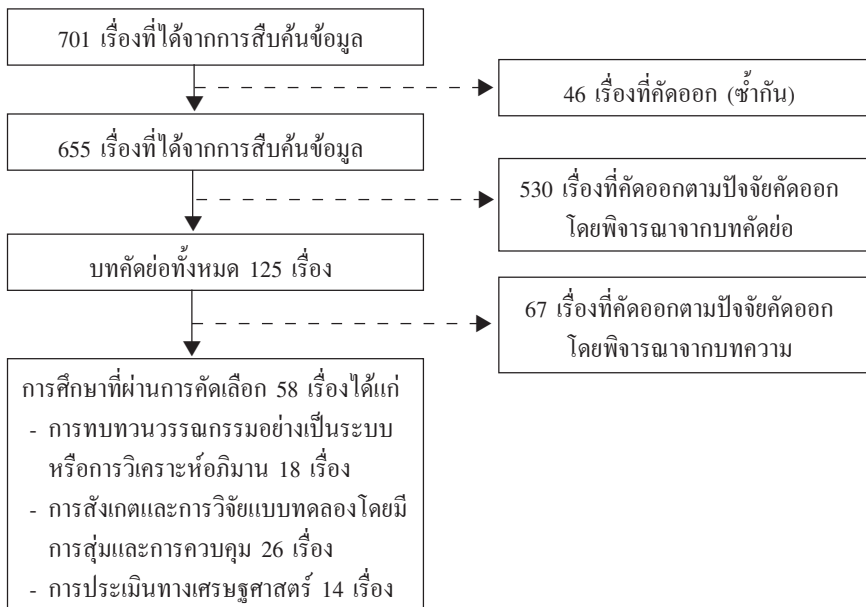 701 เรื่องที่ได้จากการสืบค้นข้อมูล
46 เรื่องที่คัดออก (ซ้ำกัน)
655 เรื่องที่ได้จากการสืบค้นข้อมูล
530 เรื่องที่คัดออกตามปัจจัยคัดออก
โดยพิจารณาจากบทคัดย่อ
บทคัดย่อทั้งหมด 125 เรื่อง
67 เรื่องที่คัดออกตามปัจจัยคัดออก
โดยพิจารณาจากบทความ
การศึกษาที่ผ่านการคัดเลือก 58 เรื่องได้แก่
- การทบทวนวรรณกรรมอย่างเป็นระบบ
หรือการวิเคราะห์อภิมาน 18 เรื่อง
- การสังเกตและการวิจัยแบบทดลองโดยมี
การสุ่มและการควบคุม 26 เรื่อง
- การประเมินทางเศรษฐศาสตร์ 14 เรื่อง